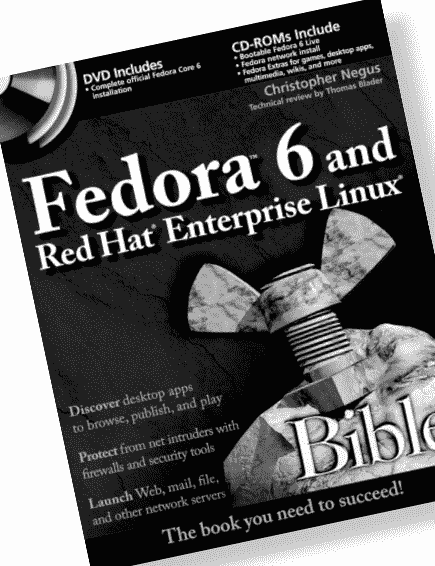 DVD Includes
• Complete official Fedora Core 6
installation
CD-ROMs Include
• Bootable Fedora 6 Live
• Fedora network install
• Fedora Extras for games, desktop apps,
multimedia, wikis, and more
Christopher Negus
Technical review by Thomas Blader
Fedora™ 6 and
Red Hat® Enterprise Linux®
Discover desktop apps
to browse, publish, and play
Protect from net intruders with
firewalls and security tools
Launch Web, mail, file,
and other network servers
Bible
The book you need to succeed!